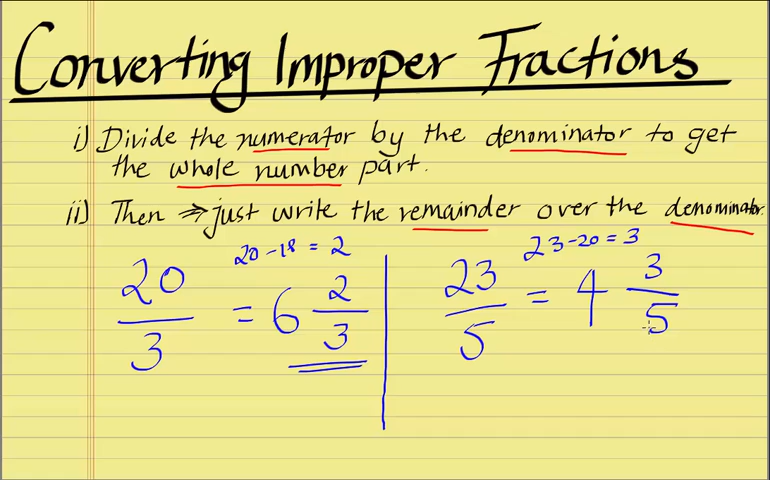 Converting Improper Fractions
i) Divide the numerator by the denominator to get
the whole number part.
ii) Then ⇒ just write the remainder over the denominator.
20 - 18 = 2
20/3 = 6 2/3
23 - 20 = 3
23/5 = 4 3/5